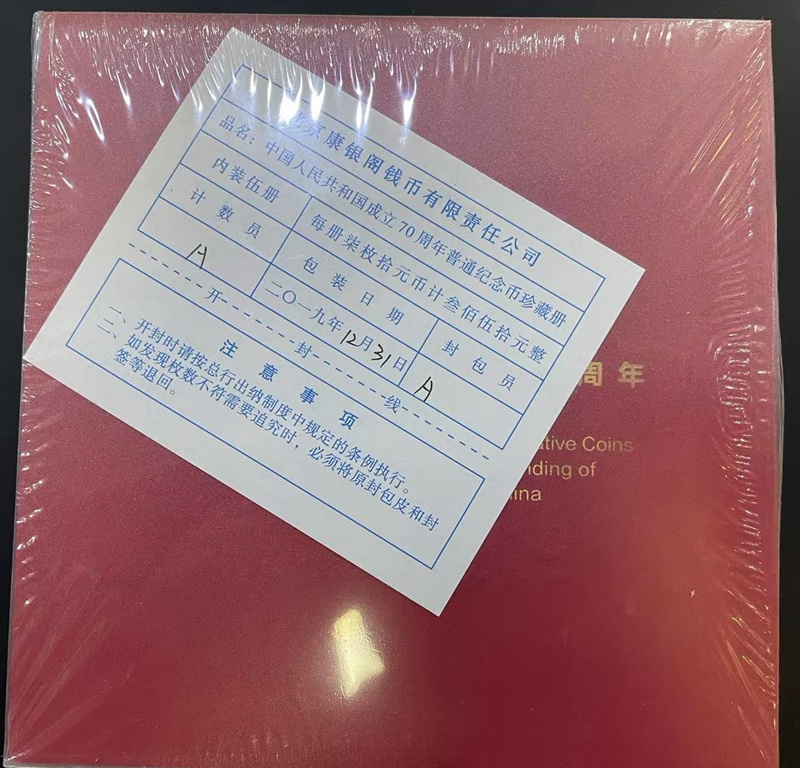 北京康银阁钱币有限责任公司
品名：中国人民共和国成立70周年普通纪念币珍藏册
内装伍册
每册柒枚拾元币计叁佰伍拾元整
计数员
包装日期
封包员
A
二〇一九年12月31日
A
开封线
注意事项
一、开封时请按总行出纳制度中规定的条例执行。
二、如发现枚数不符需要追究时，必须将原封包皮和封
签等退回。
周年
ative Coins
nding of
ina